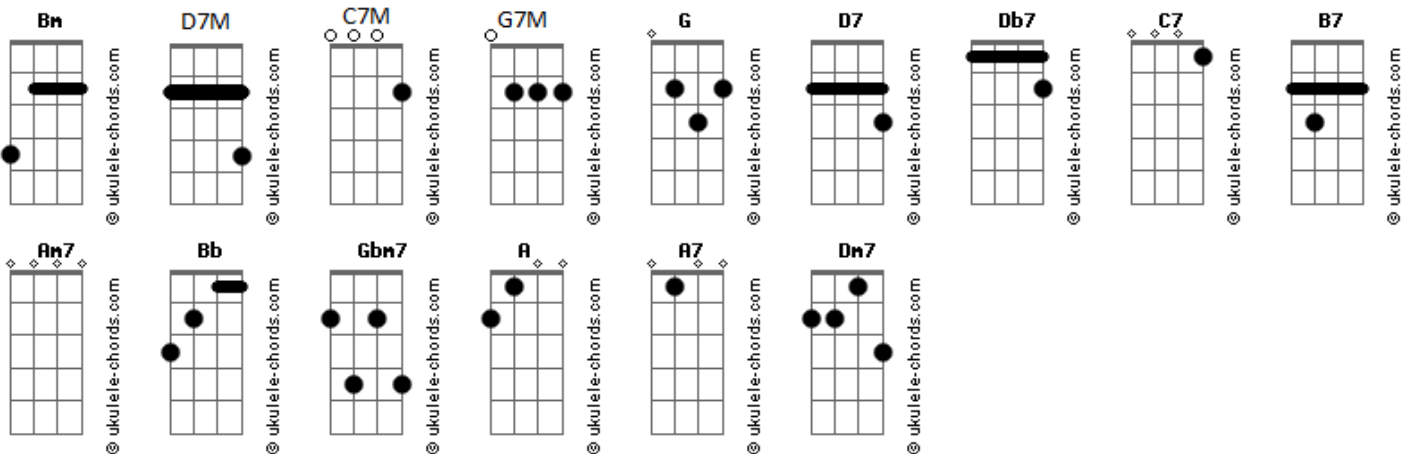 Bm D7M C7M G7M G D7 Db7 C7 B7
© ukulele-chords.com © ukulele-chords.com © ukulele-chords.com © ukulele-chords.com © ukulele-chords.com © ukulele-chords.com © ukulele-chords.com © ukulele-chords.com © ukulele-chords.com
Am7 Bb Gbm7 A A7 Dm7
© ukulele-chords.com © ukulele-chords.com © ukulele-chords.com © ukulele-chords.com © ukulele-chords.com © ukulele-chords.com